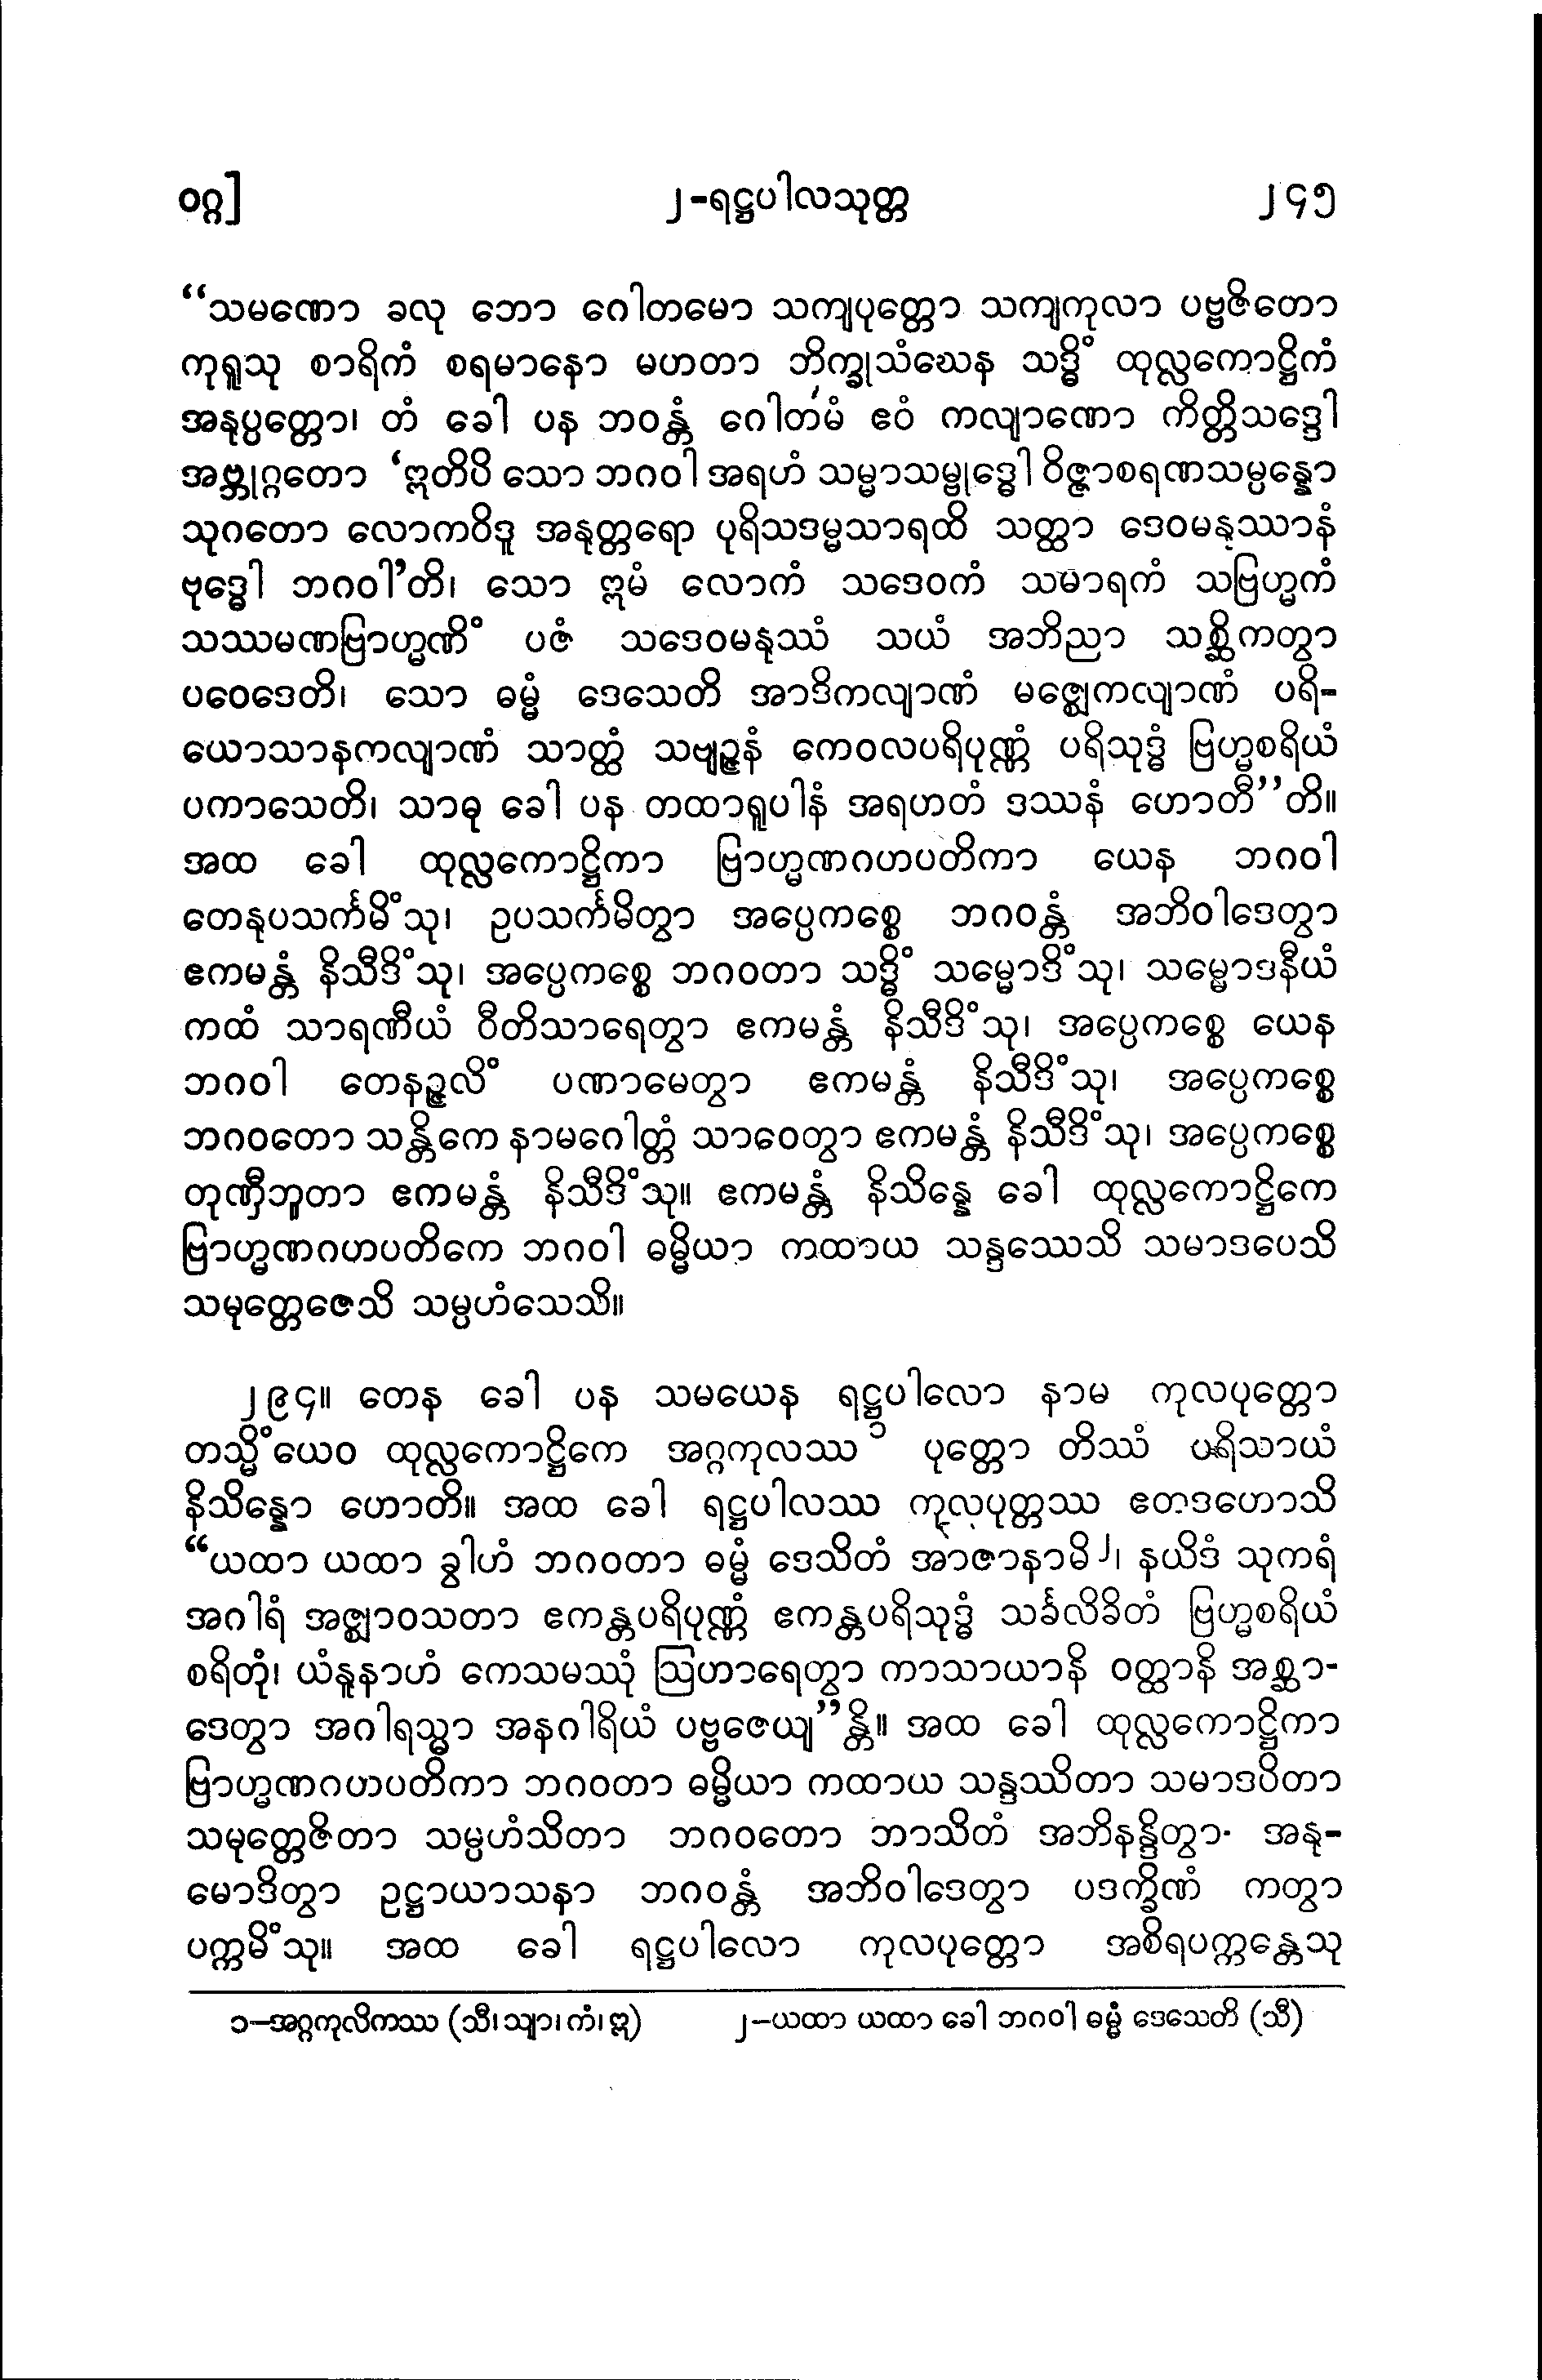 ဝဂ္ဂ] ၂-ရဋ္ဌပါလသုတ္တ ၂၄၅
“သမဏော ခလု ဘော ဂေါတမော သကျပုတ္တော သကျကုလာ ပဗ္ဗဇိတော
ကုရူသု စာရိကံ စရမာနော မဟတာ ဘိက္ခုသံဃေန သဒ္ဓိံ ထုလ္လကောဋ္ဌိကံ
အနုပ္ပတ္တော၊ တံ ခေါ ပန ဘဝန္တံ ဂေါတမံ ဧဝံ ကလျာဏော ကိတ္တိသဒ္ဒေါ
အဗ္ဘုဂ္ဂတော ‘ဣတိပိ သော ဘဂဝါ အရဟံ သမ္မာသမ္ဗုဒ္ဓေါ ဝိဇ္ဇာစရဏသမ္ပန္နော
သုဂတော လောကဝိဒူ အနုတ္တရော ပုရိသဒမ္မသာရထိ သတ္ထာ ဒေဝမနုဿာနံ
ဗုဒ္ဓေါ ဘဂဝါ’တိ၊ သော ဣမံ လောကံ သဒေဝကံ သမာရကံ သဗြဟ္မကံ
သဿမဏဗြာဟ္မဏိံ ပဇံ သဒေဝမနုဿံ သယံ အဘိညာ သစ္ဆိကတွာ
ပဝေဒေတိ၊ သော ဓမ္မံ ဒေသေတိ အာဒိကလျာဏံ မဇ္ဈေကလျာဏံ ပရိ-
ယောသာနကလျာဏံ သာတ္ထံ သဗျဉ္ဇနံ ကေဝလပရိပုဏ္ဏံ ပရိသုဒ္ဓံ ဗြဟ္မစရိယံ
ပကာသေတိ၊ သာဓု ခေါ ပန တထာရူပါနံ အရဟတံ ဒဿနံ ဟောတီ”တိ။
အထ ခေါ ထုလ္လကောဋ္ဌိကာ ဗြာဟ္မဏဂဟပတိကာ ယေန ဘဂဝါ
တေနုပသင်္ကမိံသု၊ ဥပသင်္ကမိတွာ အပ္ပေကစ္စေ ဘဂဝန္တံ အဘိဝါဒေတွာ
ဧကမန္တံ နိသီဒိံသု၊ အပ္ပေကစ္စေ ဘဂဝတာ သဒ္ဓိံ သမ္မောဒိံသု၊ သမ္မောဒနီယံ
ကထံ သာရဏီယံ ဝီတိသာရေတွာ ဧကမန္တံ နိသီဒိံသု၊ အပ္ပေကစ္စေ ယေန
ဘဂဝါ တေနဉ္ဇလိံ ပဏာမေတွာ ဧကမန္တံ နိသီဒိံသု၊ အပ္ပေကစ္စေ
ဘဂဝတော သန္တိကေ နာမဂေါတ္တံ သာဝေတွာ ဧကမန္တံ နိသီဒိံသု၊ အပ္ပေကစ္စေ
တုဏှီဘူတာ ဧကမန္တံ နိသီဒိံသု။ ဧကမန္တံ နိသိန္နေ ခေါ ထုလ္လကောဋ္ဌိကေ
ဗြာဟ္မဏဂဟပတိကေ ဘဂဝါ ဓမ္မိယာ ကထာယ သန္ဒဿေသိ သမာဒပေသိ
သမုတ္တေဇေသိ သမ္ပဟံသေသိ။
၂၉၄။ တေန ခေါ ပန သမယေန ရဋ္ဌပါလော နာမ ကုလပုတ္တော
တသ္မိံယေဝ ထုလ္လကောဋ္ဌိကေ အဂ္ဂကုလဿ ၁ ပုတ္တော တိဿံ ပရိသာယံ
နိသိန္နော ဟောတိ။ အထ ခေါ ရဋ္ဌပါလဿ ကုလပုတ္တဿ ဧတဒဟောသိ
“ယထာ ယထာ ခွါဟံ ဘဂဝတာ ဓမ္မံ ဒေသိတံ အာဇာနာမိ ၂၊ နယိဒံ သုကရံ
အဂါရံ အဇ္ဈာဝသတာ ဧကန္တပရိပုဏ္ဏံ ဧကန္တပရိသုဒ္ဓံ သင်္ခလိခိတံ ဗြဟ္မစရိယံ
စရိတုံ၊ ယံနူနာဟံ ကေသမဿုံ ဩဟာရေတွာ ကာသာယာနိ ဝတ္ထာနိ အစ္ဆာ-
ဒေတွာ အဂါရသ္မာ အနဂါရိယံ ပဗ္ဗဇေယျ”န္တိ။ အထ ခေါ ထုလ္လကောဋ္ဌိကာ
ဗြာဟ္မဏဂဟပတိကာ ဘဂဝတာ ဓမ္မိယာ ကထာယ သန္ဒဿိတာ သမာဒပိတာ
သမုတ္တေဇိတာ သမ္ပဟံသိတာ ဘဂဝတော ဘာသိတံ အဘိနန္ဒိတွာ အနု-
မောဒိတွာ ဥဋ္ဌာယာသနာ ဘဂဝန္တံ အဘိဝါဒေတွာ ပဒက္ခိဏံ ကတွာ
ပက္ကမိံသု။ အထ ခေါ ရဋ္ဌပါလော ကုလပုတ္တော အစိရပက္ကန္တေသု
၁–အဂ္ဂကုလိကဿ (သီ၊ သျာ၊ ကံ၊ ဣ) ၂–ယထာ ယထာ ခေါ ဘဂဝါ ဓမ္မံ ဒေသေတိ (သီ)